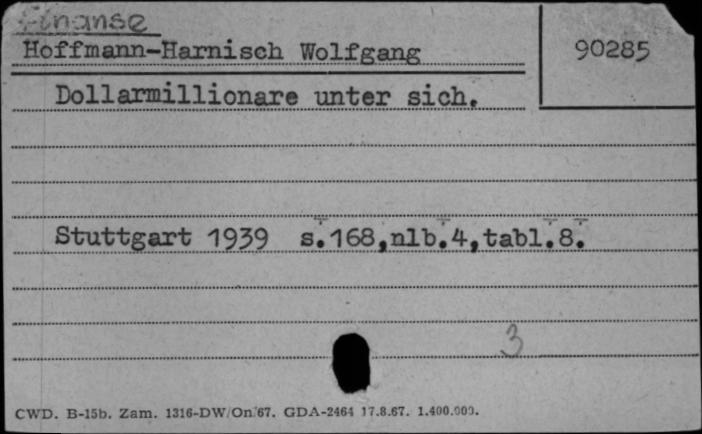 Finanse
Hoffmann-Harnisch Wolfgang
90285
Dollarmillionare unter sich.
Stuttgart 1939 s.168,nlb.4,tabl.8.
3
CWD. B-15b. Zam. 1316-DW/On.67. GDA-2464 17.8.67. 1.400.000.